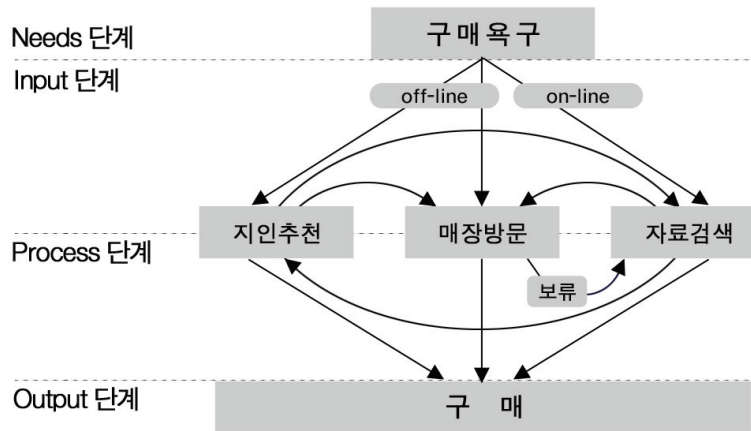 Needs 단계
구매욕구
Input 단계
off-line
on-line
지인추천
매장방문
자료검색
Process 단계
보류
Output 단계
구 매